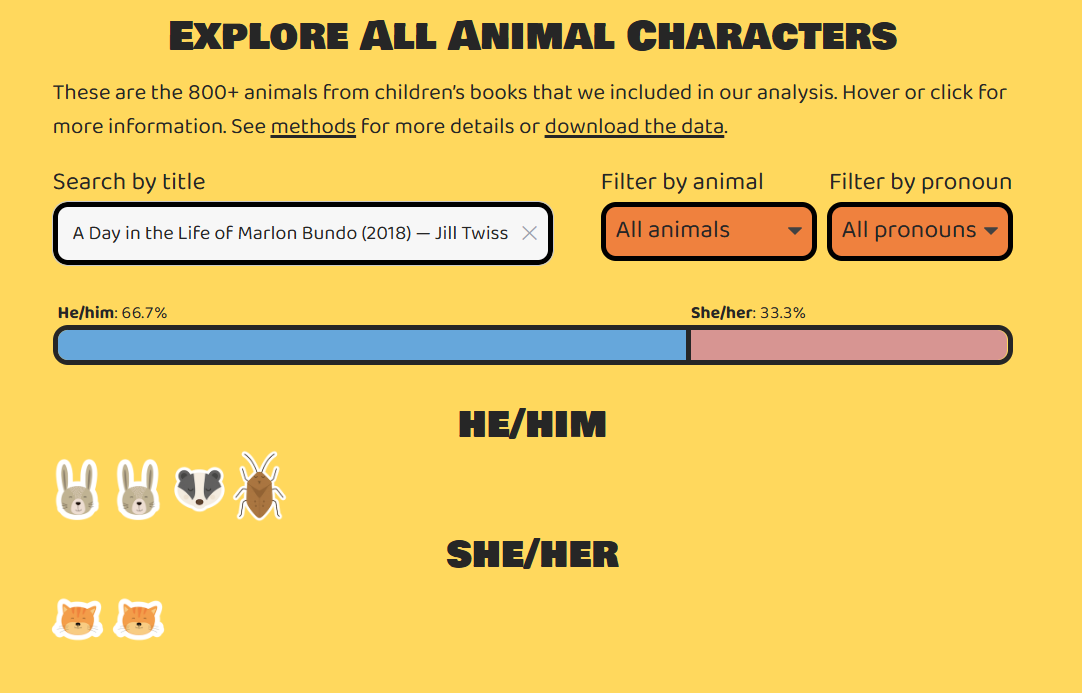 Explore All Animal Characters
These are the 800+ animals from children's books that we included in our analysis. Hover or click for
more information. See methods for more details or download the data.
Search by title
Filter by animal
Filter by pronoun
A Day in the Life of Marlon Bundo (2018) — Jill Twiss
All animals
All pronouns
He/him: 66.7%
She/her: 33.3%
HE/HIM
SHE/HER